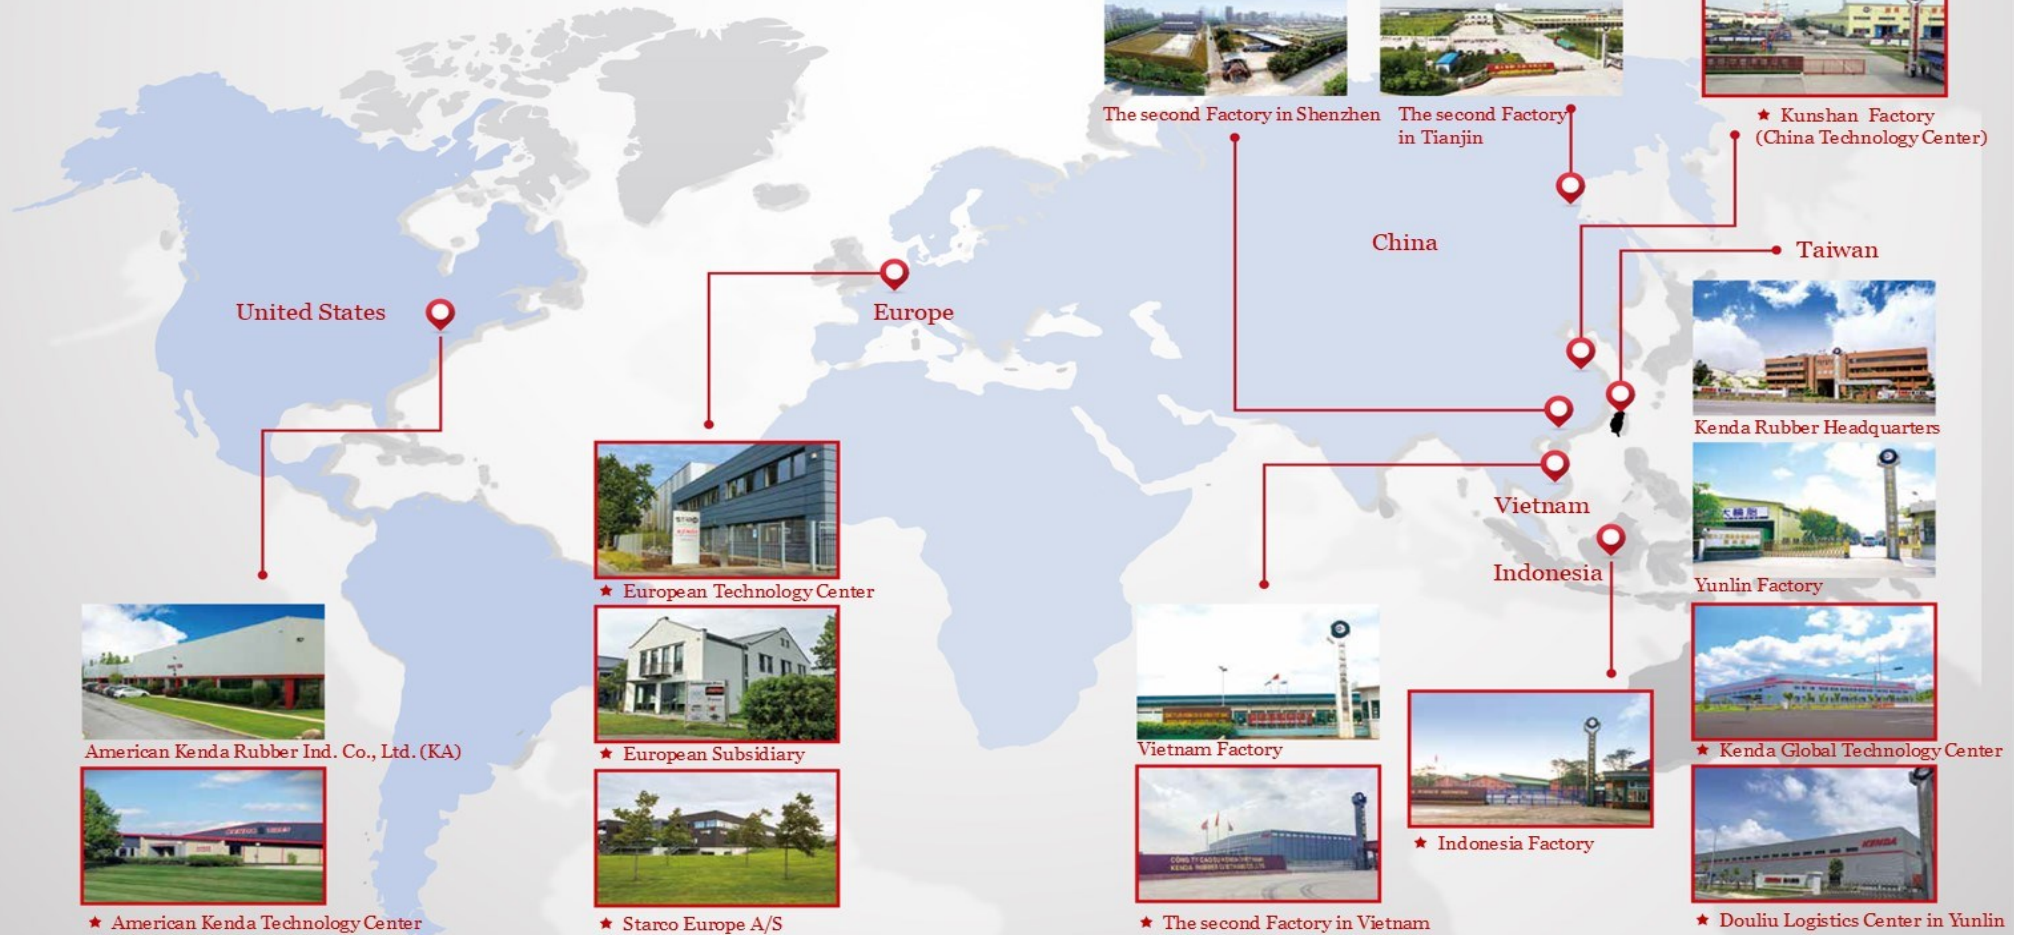 The second Factory in Shenzhen
The second Factory
in Tianjin
★ Kunshan Factory
(China Technology Center)
China
Taiwan
United States
Europe
Kenda Rubber Headquarters
Vietnam
Indonesia
Yunlin Factory
★ European Technology Center
American Kenda Rubber Ind. Co., Ltd. (KA)
★ European Subsidiary
Vietnam Factory
★ Kenda Global Technology Center
★ Indonesia Factory
KENDA
★ American Kenda Technology Center
★ Starco Europe A/S
★ The second Factory in Vietnam
★ Douliu Logistics Center in Yunlin